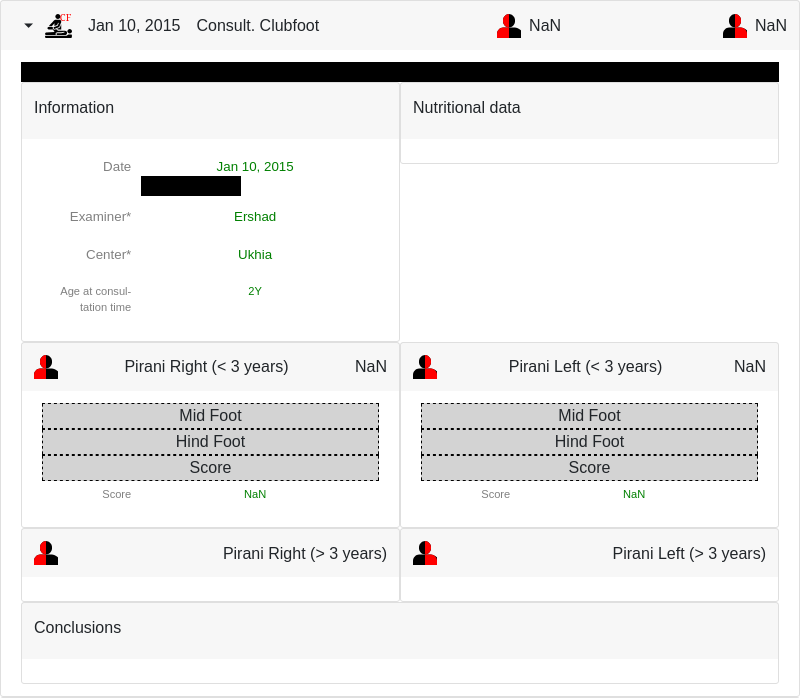 CF Jan 10, 2015 Consult. Clubfoot NaN NaN
Information
Date Jan 10, 2015
Examiner* Ershad
Center* Ukhia
Age at consul-
tation time 2Y
Nutritional data
Pirani Right (< 3 years) NaN
Mid Foot
Hind Foot
Score
Score NaN
Pirani Left (< 3 years) NaN
Mid Foot
Hind Foot
Score
Score NaN
Pirani Right (> 3 years)
Pirani Left (> 3 years)
Conclusions